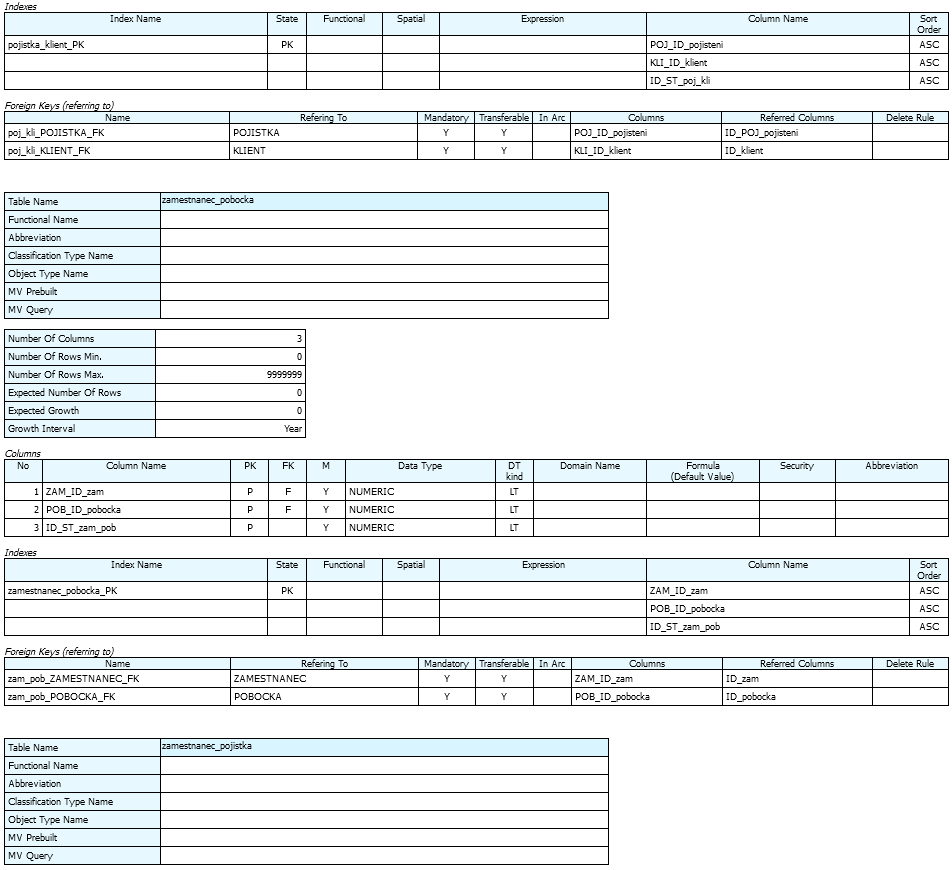 Indexes
Index Name State Functional Spatial Expression Column Name Sort Order
pojistka_klient_PK PK POJ_ID_pojisteni ASC
KLI_ID_klient ASC
ID_ST_poj_kli ASC
Foreign Keys (referring to)
Name Refering To Mandatory Transferable In Arc Columns Referred Columns Delete Rule
poj_kli_POJISTKA_FK POJISTKA Y Y POJ_ID_pojisteni ID_POJ_pojisteni
poj_kli_KLIENT_FK KLIENT Y Y KLI_ID_klient ID_klient
Table Name zamestnanec_pobocka
Functional Name
Abbreviation
Classification Type Name
Object Type Name
MV Prebuilt
MV Query
Number Of Columns 3
Number Of Rows Min. 0
Number Of Rows Max. 9999999
Expected Number Of Rows 0
Expected Growth 0
Growth Interval Year
Columns
No Column Name PK FK M Data Type DT kind Domain Name Formula (Default Value) Security Abbreviation
1 ZAM_ID_zam P F Y NUMERIC LT
2 POB_ID_pobocka P F Y NUMERIC LT
3 ID_ST_zam_pob P Y NUMERIC LT
Indexes
Index Name State Functional Spatial Expression Column Name Sort Order
zamestnanec_pobocka_PK PK ZAM_ID_zam ASC
POB_ID_pobocka ASC
ID_ST_zam_pob ASC
Foreign Keys (referring to)
Name Refering To Mandatory Transferable In Arc Columns Referred Columns Delete Rule
zam_pob_ZAMESTNANEC_FK ZAMESTNANEC Y Y ZAM_ID_zam ID_zam
zam_pob_POBOCKA_FK POBOCKA Y Y POB_ID_pobocka ID_pobocka
Table Name zamestnanec_pojistka
Functional Name
Abbreviation
Classification Type Name
Object Type Name
MV Prebuilt
MV Query